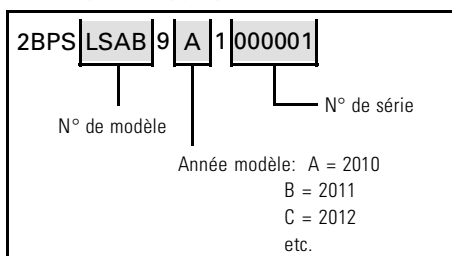 2BPS LSAB 9 A 1 000001
N° de série
N° de modèle
Année modèle: A = 2010
B = 2011
C = 2012
etc.